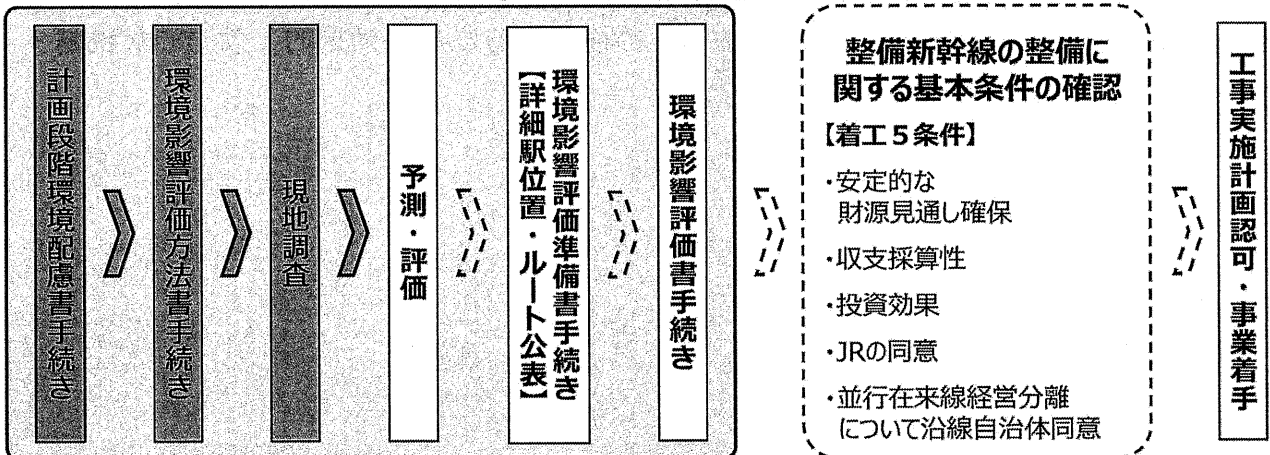 計画段階環境配慮書手続き
環境影響評価方法書手続き
現地調査
予測・評価
環境影響評価準備書手続き
【詳細駅位置・ルート公表】
環境影響評価書手続き
整備新幹線の整備に
関する基本条件の確認
【着工5条件】
・安定的な
財源見通し確保
・収支採算性
・投資効果
・JRの同意
・並行在来線経営分離
について沿線自治体同意
工事実施計画認可・事業着手